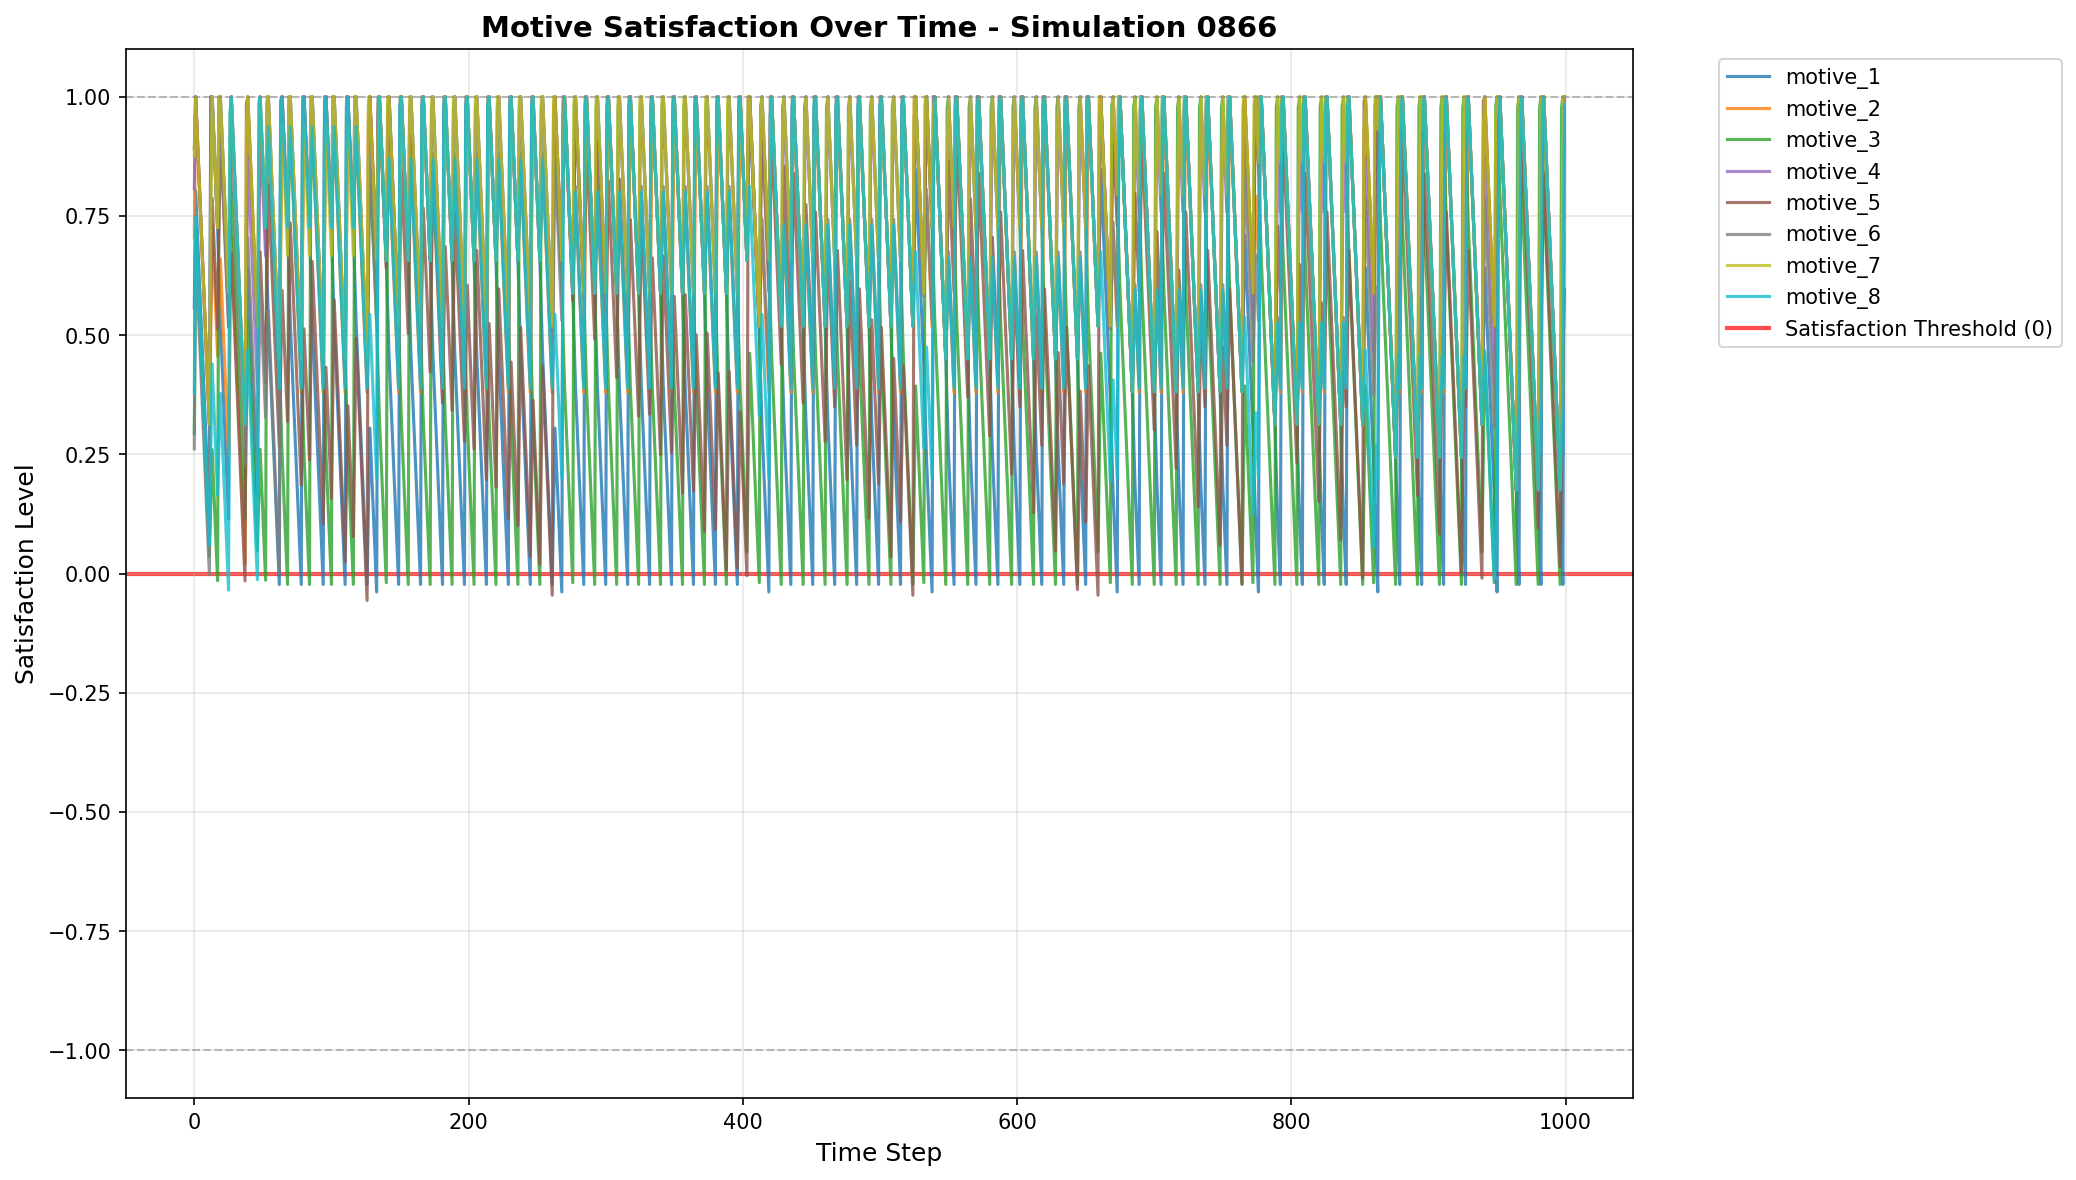 Motive Satisfaction Over Time - Simulation 0866
1.00
0.75
0.50
0.25
0.00
−0.25
−0.50
−0.75
−1.00
Satisfaction Level
0
200
400
600
800
1000
Time Step
motive_1
motive_2
motive_3
motive_4
motive_5
motive_6
motive_7
motive_8
Satisfaction Threshold (0)